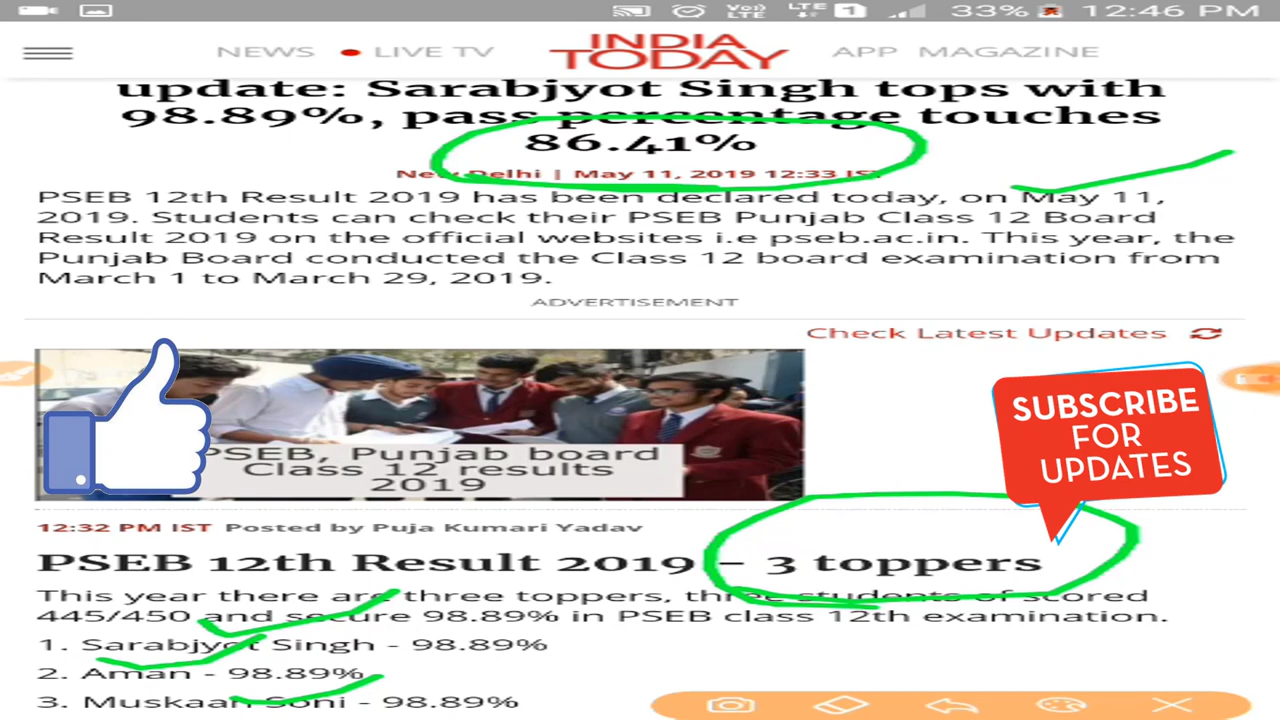 Vo)) LTE LTE 1 33% 12:46 PM
NEWS LIVE TV INDIA TODAY APP MAGAZINE
update: Sarabjyot Singh tops with
98.89%, pass percentage touches
86.41%
New Delhi | May 11, 2019 12:33 IST
PSEB 12th Result 2019 has been declared today, on May 11,
2019. Students can check their PSEB Punjab Class 12 Board
Result 2019 on the official websites i.e pseb.ac.in. This year, the
Punjab Board conducted the Class 12 board examination from
March 1 to March 29, 2019.
ADVERTISEMENT
Check Latest Updates
PSEB, Punjab board
Class 12 results
2019
SUBSCRIBE
FOR
UPDATES
12:32 PM IST Posted by Puja Kumari Yadav
PSEB 12th Result 2019 – 3 toppers
This year there are three toppers, three students of scored
445/450 and secure 98.89% in PSEB class 12th examination.
1. Sarabjyot Singh - 98.89%
2. Aman - 98.89%
3. Muskaan Soni - 98.89%